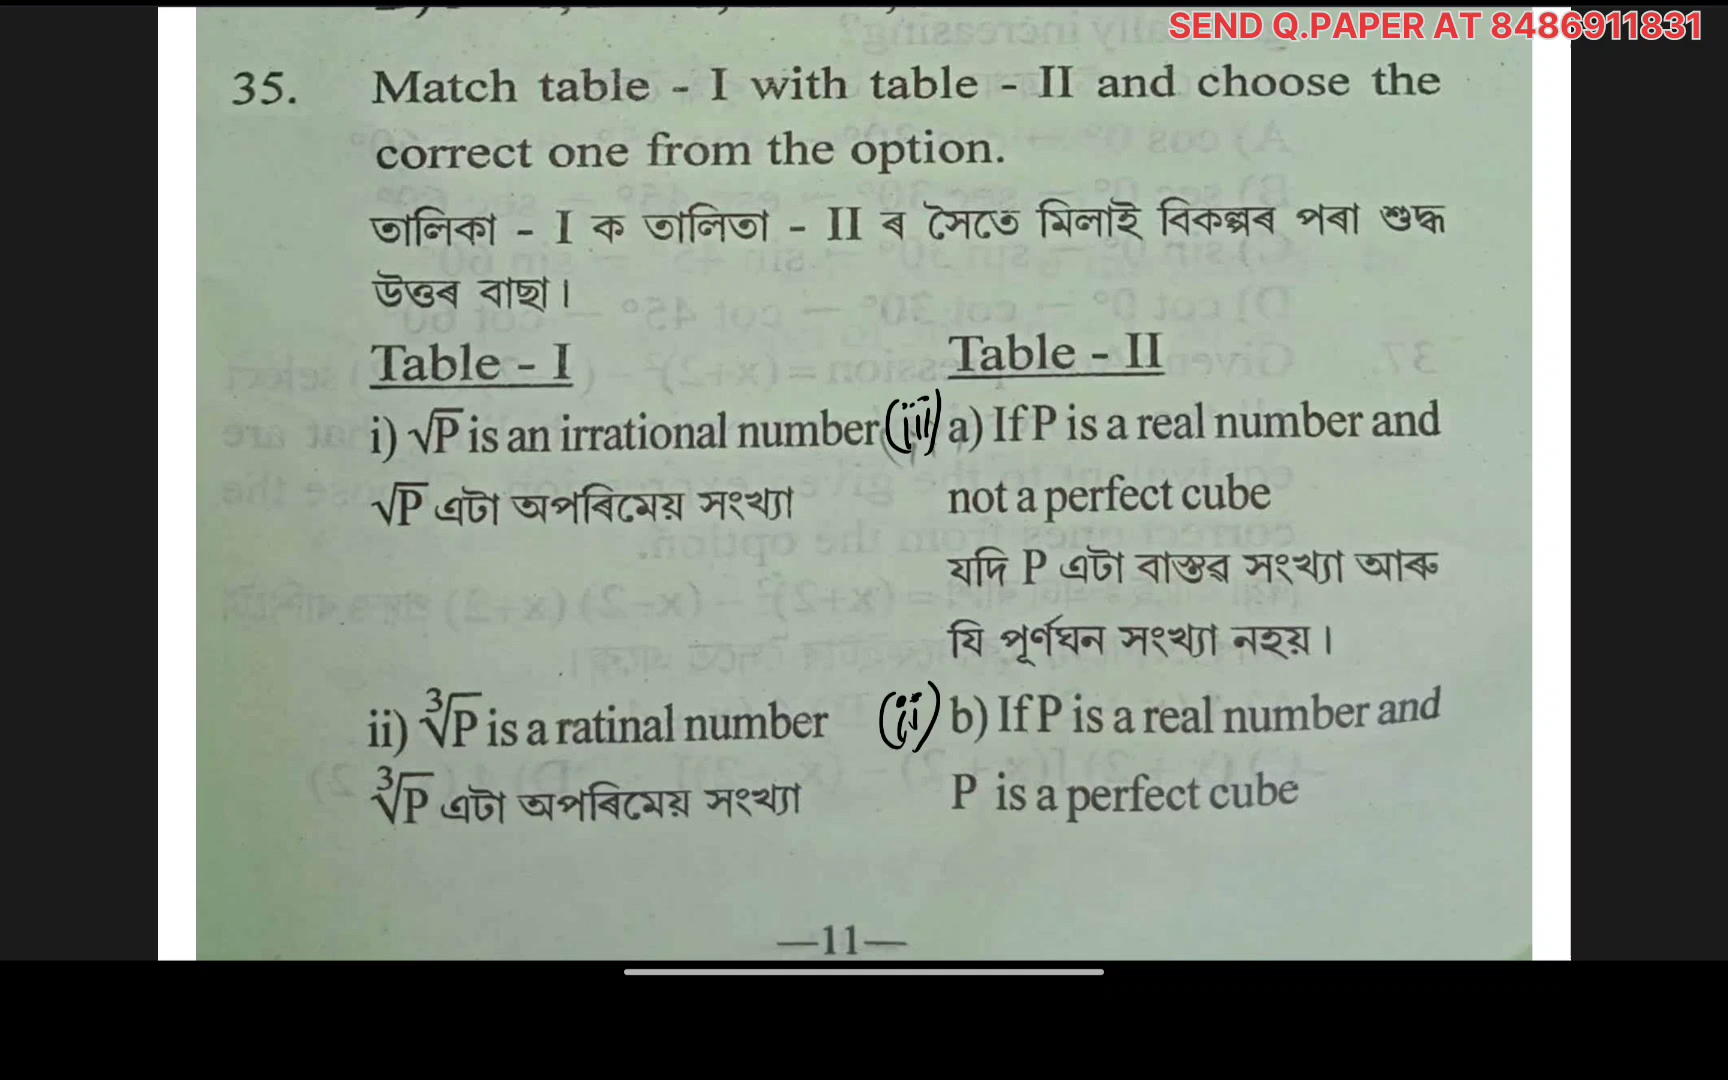 SEND Q.PAPER AT 8486911831
35. Match table - I with table - II and choose the
correct one from the option.
তালিকা - I ক তালিতা - II ৰ সৈতে মিলাই বিকল্পৰ পৰা শুদ্ধ
উত্তৰ বাছা।
Table - I Table - II
i) √P is an irrational number (iii) a) If P is a real number and
√P এটা অপৰিমেয় সংখ্যা not a perfect cube
যদি P এটা বাস্তৱ সংখ্যা আৰু
যি পূৰ্ণঘন সংখ্যা নহয়।
ii) ∛P is a ratinal number (ii) b) If P is a real number and
∛P এটা অপৰিমেয় সংখ্যা P is a perfect cube
—11—